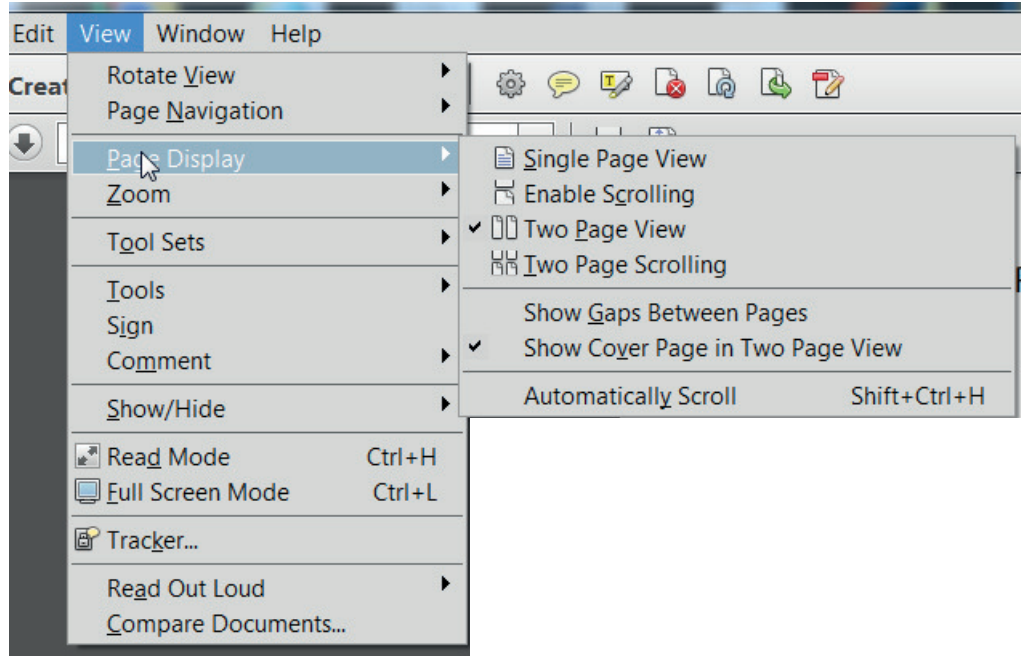 Edit View Window Help
Creat
Rotate View
Page Navigation
Page Display
Zoom
Tool Sets
Tools
Sign
Comment
Show/Hide
Read Mode Ctrl+H
Full Screen Mode Ctrl+L
Tracker...
Read Out Loud
Compare Documents...
Single Page View
Enable Scrolling
Two Page View
Two Page Scrolling
Show Gaps Between Pages
Show Cover Page in Two Page View
Automatically Scroll Shift+Ctrl+H